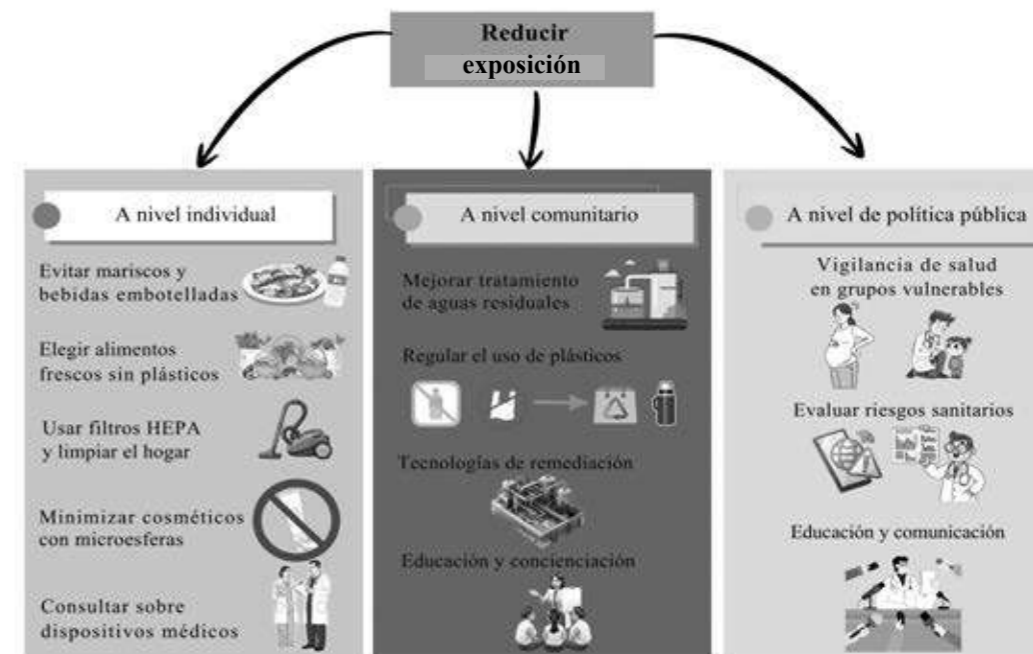 Reducir
exposición
A nivel individual
Evitar mariscos y
bebidas embotelladas
Elegir alimentos
frescos sin plásticos
Usar filtros HEPA
y limpiar el hogar
Minimizar cosméticos
con microesferas
Consultar sobre
dispositivos médicos
A nivel comunitario
Mejorar tratamiento
de aguas residuales
Regular el uso de plásticos
Tecnologías de remediación
Educación y concienciación
A nivel de política pública
Vigilancia de salud
en grupos vulnerables
Evaluar riesgos sanitarios
Educación y comunicación